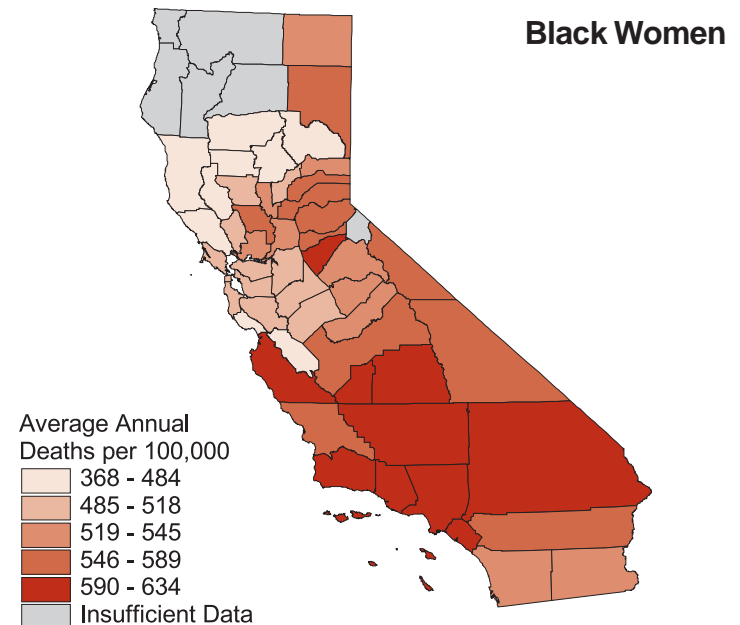 Black Women
Average Annual
Deaths per 100,000
368 - 484
485 - 518
519 - 545
546 - 589
590 - 634
Insufficient Data